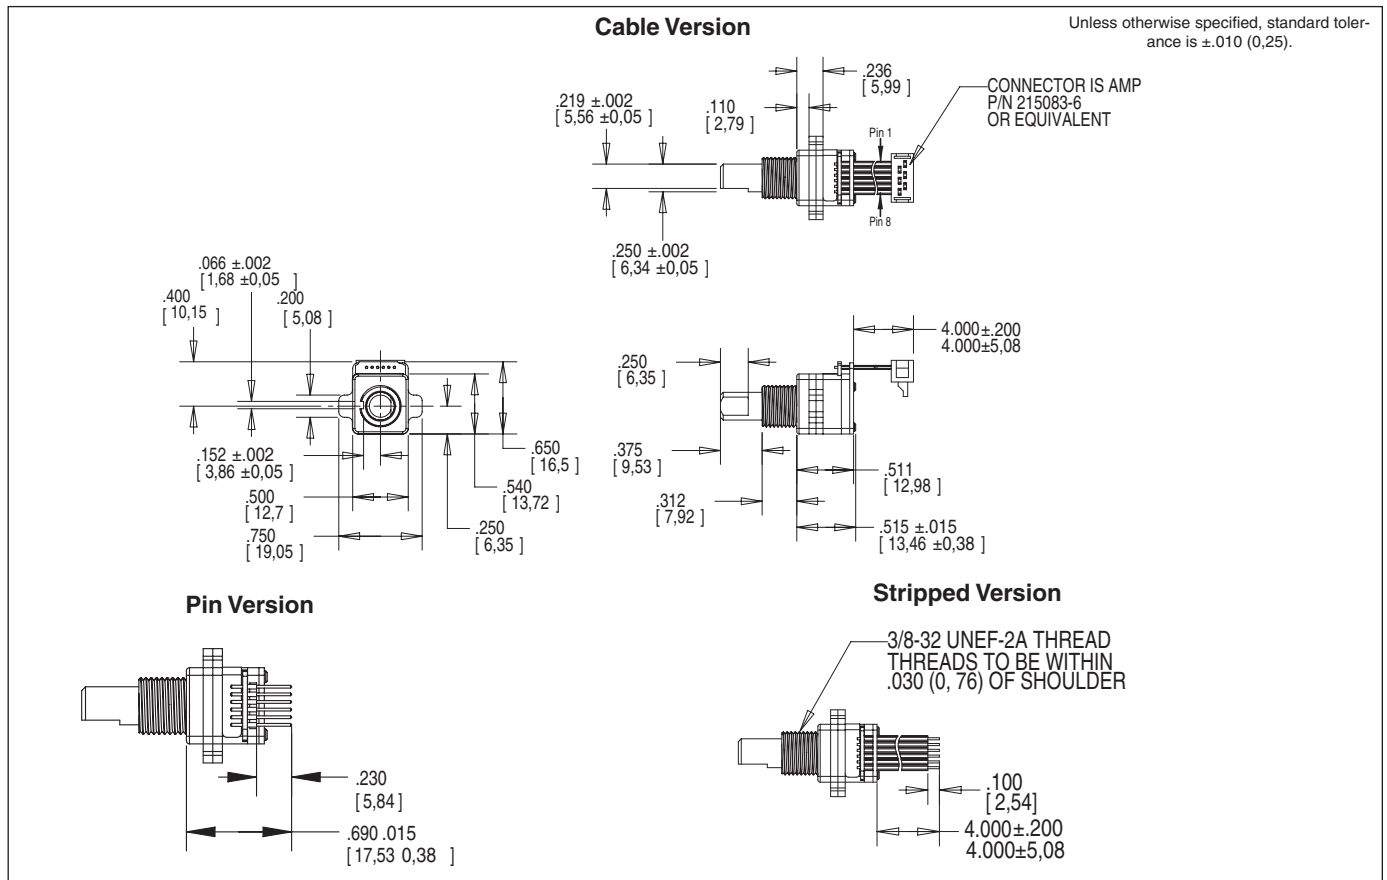 Cable Version
Unless otherwise specified, standard toler-
ance is ±.010 (0,25).
.236
[ 5,99 ]
.219 ±.002
[ 5,56 ±0,05 ]
.110
[ 2,79 ]
CONNECTOR IS AMP
P/N 215083-6
OR EQUIVALENT
Pin 1
Pin 8
.250 ±.002
[ 6,34 ±0,05 ]
.066 ±.002
[ 1,68 ±0,05 ]
.400
[ 10,15 ]
.200
[ 5,08 ]
.152 ±.002
[ 3,86 ±0,05 ]
.500
[ 12,7 ]
.750
[ 19,05 ]
.650
[ 16,5 ]
.540
[ 13,72 ]
.250
[ 6,35 ]
4.000±.200
4.000±5,08
.250
[ 6,35 ]
.375
[ 9,53 ]
.312
[ 7,92 ]
.511
[ 12,98 ]
.515 ±.015
[ 13,46 ±0,38 ]
Pin Version
.230
[ 5,84 ]
.690 .015
[ 17,53 0,38 ]
Stripped Version
3/8-32 UNEF-2A THREAD
THREADS TO BE WITHIN
.030 (0, 76) OF SHOULDER
.100
[ 2,54]
4.000±.200
4.000±5,08